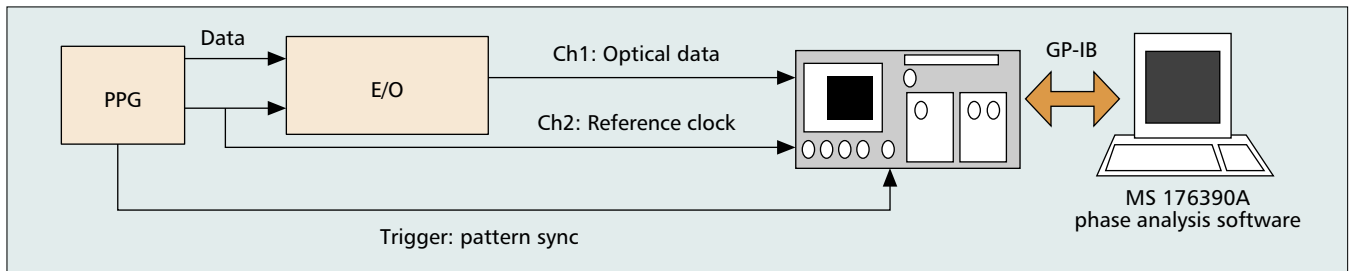 Data
PPG
E/O
Ch1: Optical data
Ch2: Reference clock
Trigger: pattern sync
GP-IB
MS 176390A
phase analysis software